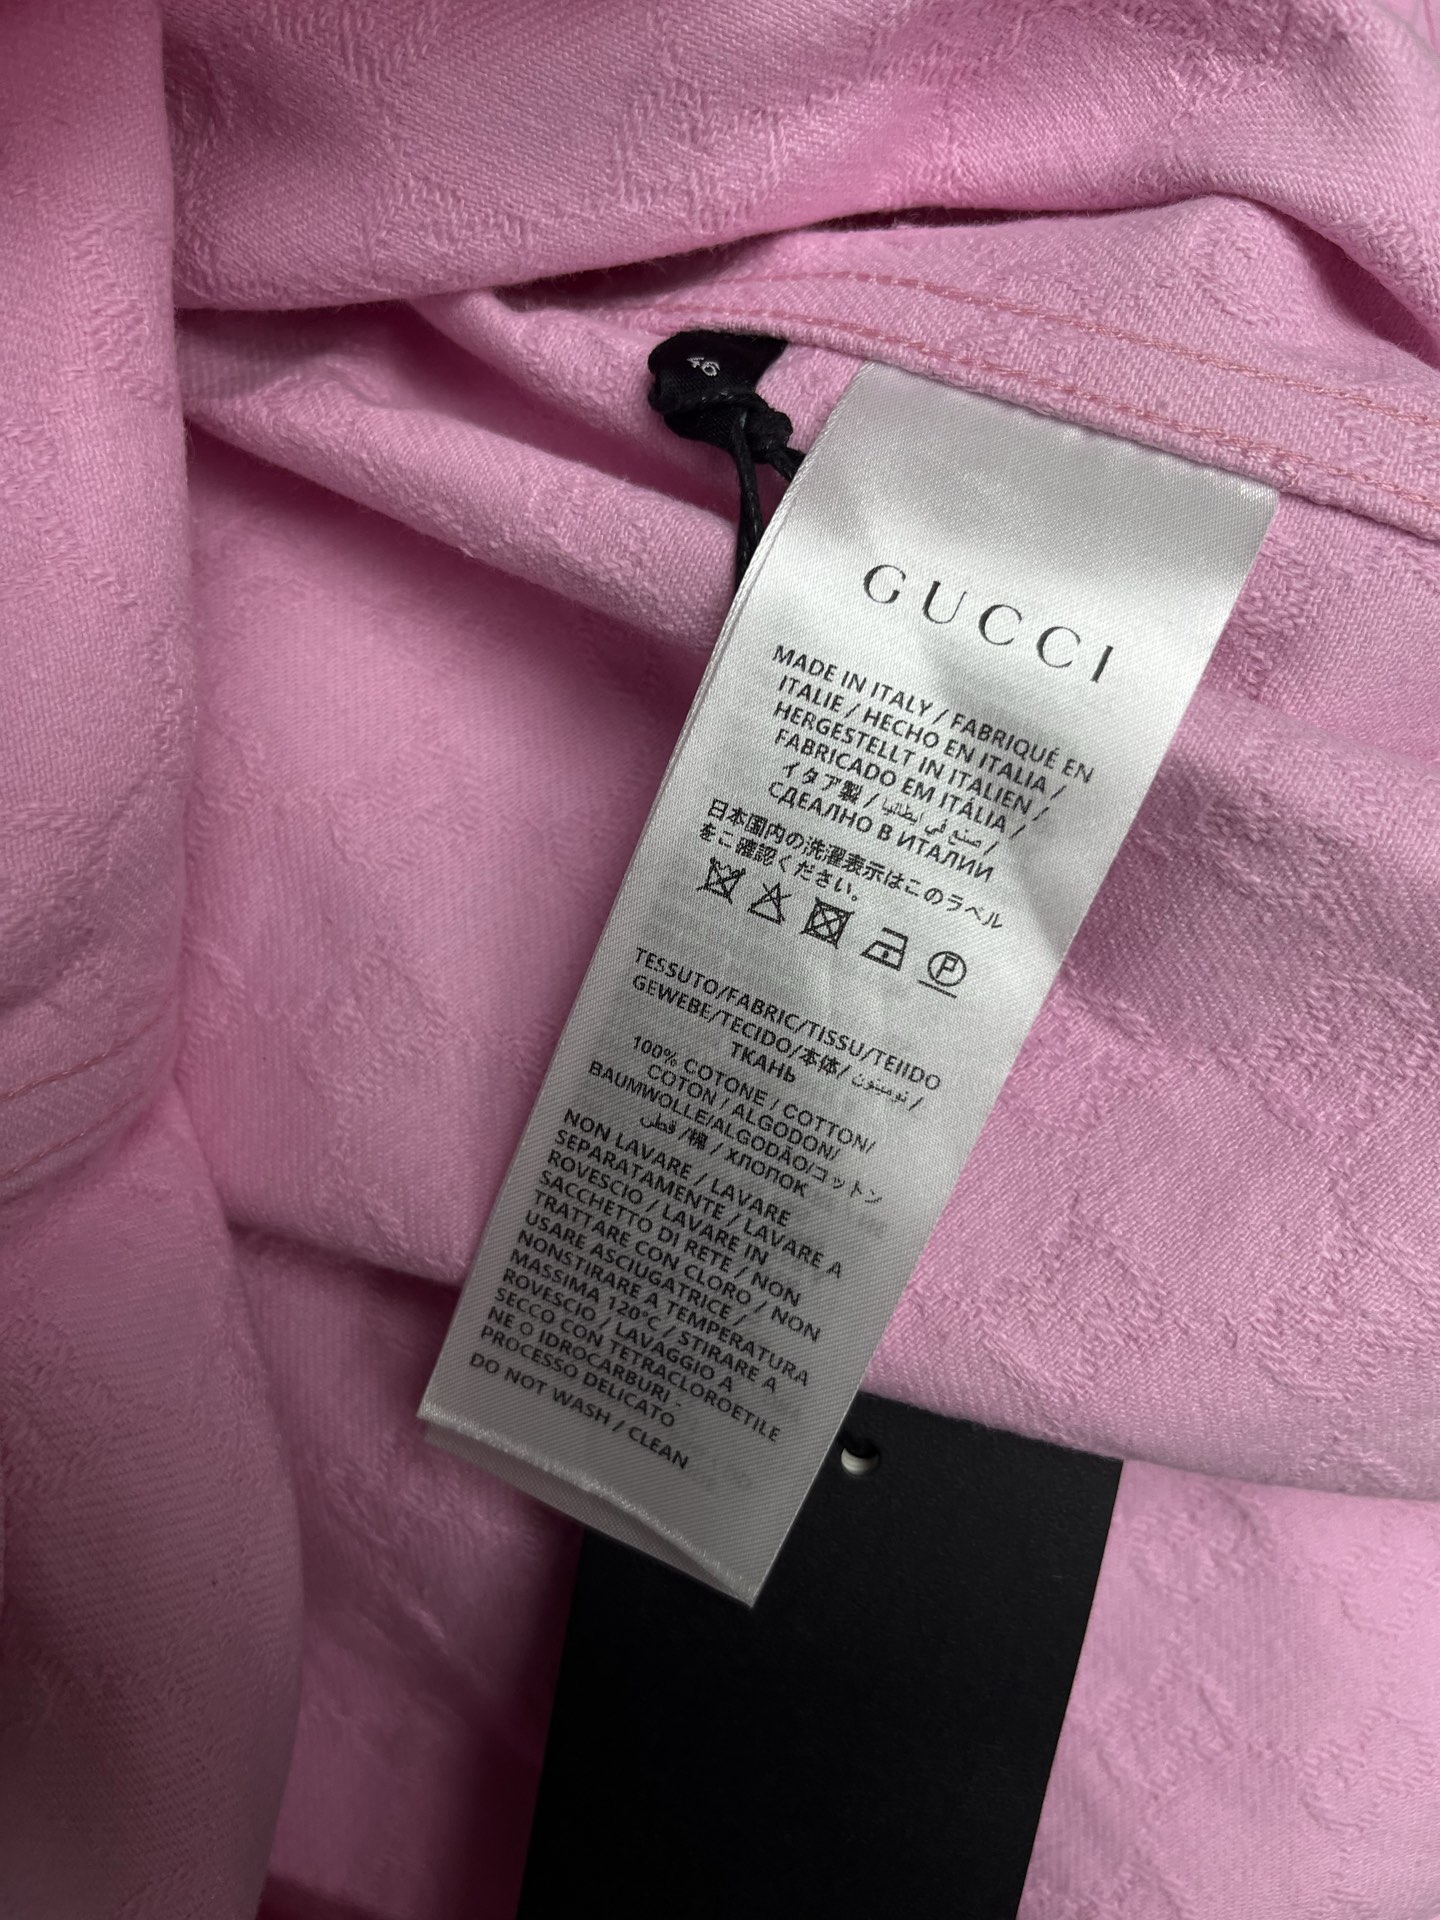 46
GUCCI
MADE IN ITALY / FABRIQUÉ EN
ITALIE / HECHO EN ITALIA /
HERGESTELLT IN ITALIEN /
FABRICADO EM ITÁLIA /
イタア製 / صنع في إيطاليا /
СДЕАЛНО В ИТАЛИИ
日本国内の洗濯表示はこのラベル
をご確認ください。
P
TESSUTO/FABRIC/TISSU/TEIIDO
GEWEBE/TECIDO/本体/ نوميتون /
ТКАНЬ
100% COTONE / COTTON/
COTON / ALGODON/
BAUMWOLLE/ALGODÃO/コットン
قطن /棉 / ХЛОПОК
NON LAVARE / LAVARE
SEPARATAMENTE / LAVARE A
ROVESCIO / LAVARE IN
SACCHETTO DI RETE / NON
TRATTARE CON CLORO / NON
USARE ASCIUGATRICE / NON
NONSTIRARE A TEMPERATURA
MASSIMA 120°C / STIRARE A
ROVESCIO / LAVAGGIO A
SECCO CON TETRACLOROETILE
NE O IDROCARBURI -
PROCESSO DELICATO
DO NOT WASH / CLEAN